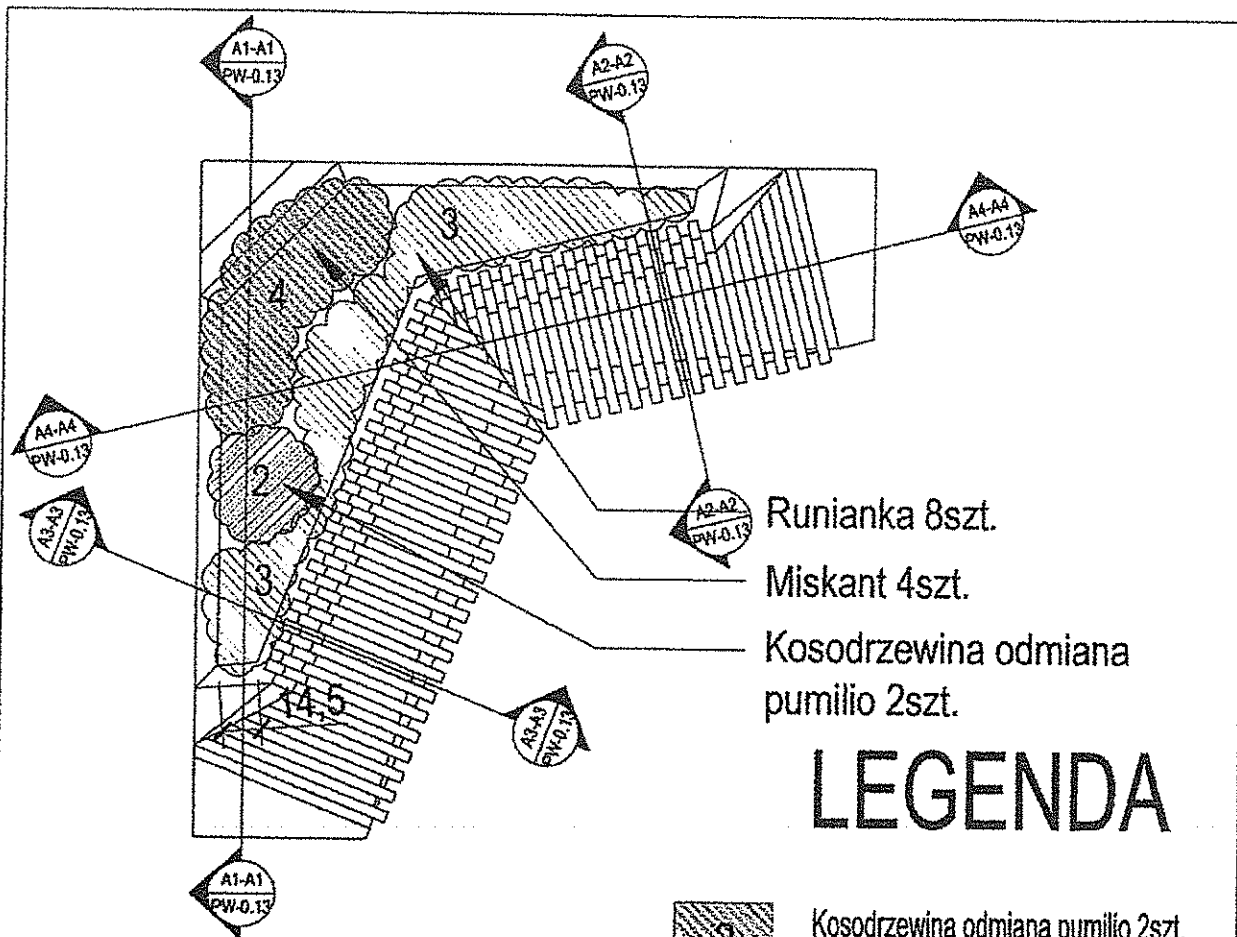 A1-A1
PW-0.13
A2-A2
PW-0.13
A4-A4
PW-0.13
3
4
A4-A4
PW-0.13
2
A3-A3
PW-0.13
A2-A2
PW-0.13
Runianka 8szt.
3
Miskant 4szt.
Kosodrzewina odmiana
pumilio 2szt.
14,5
A3-A3
PW-0.13
LEGENDA
A1-A1
PW-0.13
Kosodrzewina odmiana pumilio 2szt